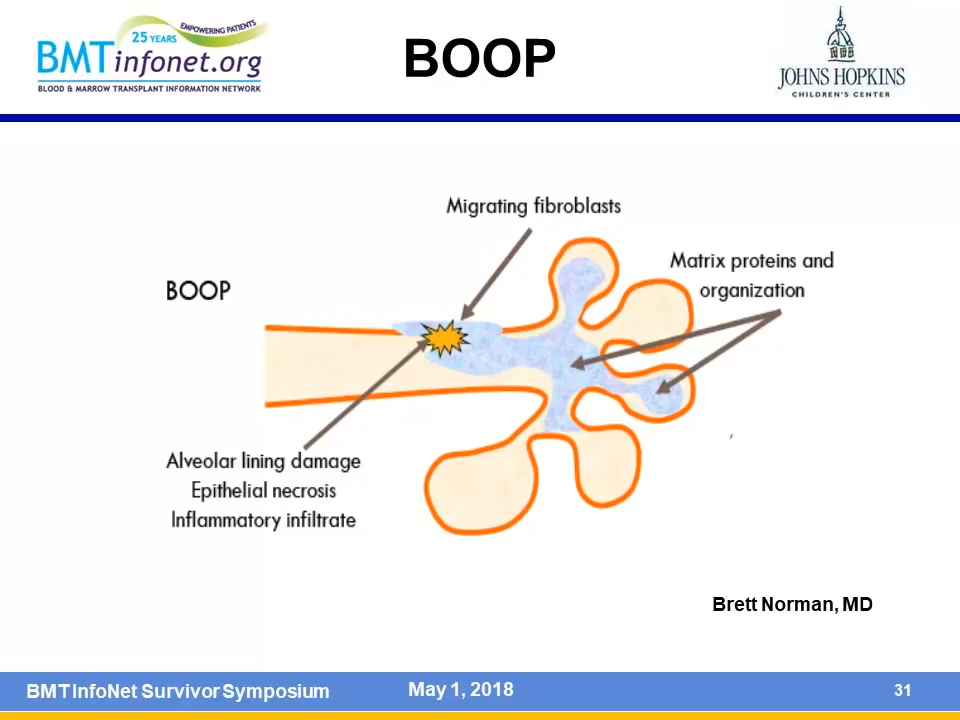 25 YEARS
EMPOWERING PATIENTS
BMTinfonet.org
BLOOD & MARROW TRANSPLANT INFORMATION NETWORK
BOOP
JOHNS HOPKINS
CHILDREN'S CENTER
Migrating fibroblasts
Matrix proteins and
organization
BOOP
Alveolar lining damage
Epithelial necrosis
Inflammatory infiltrate
Brett Norman, MD
BMT InfoNet Survivor Symposium
May 1, 2018
31